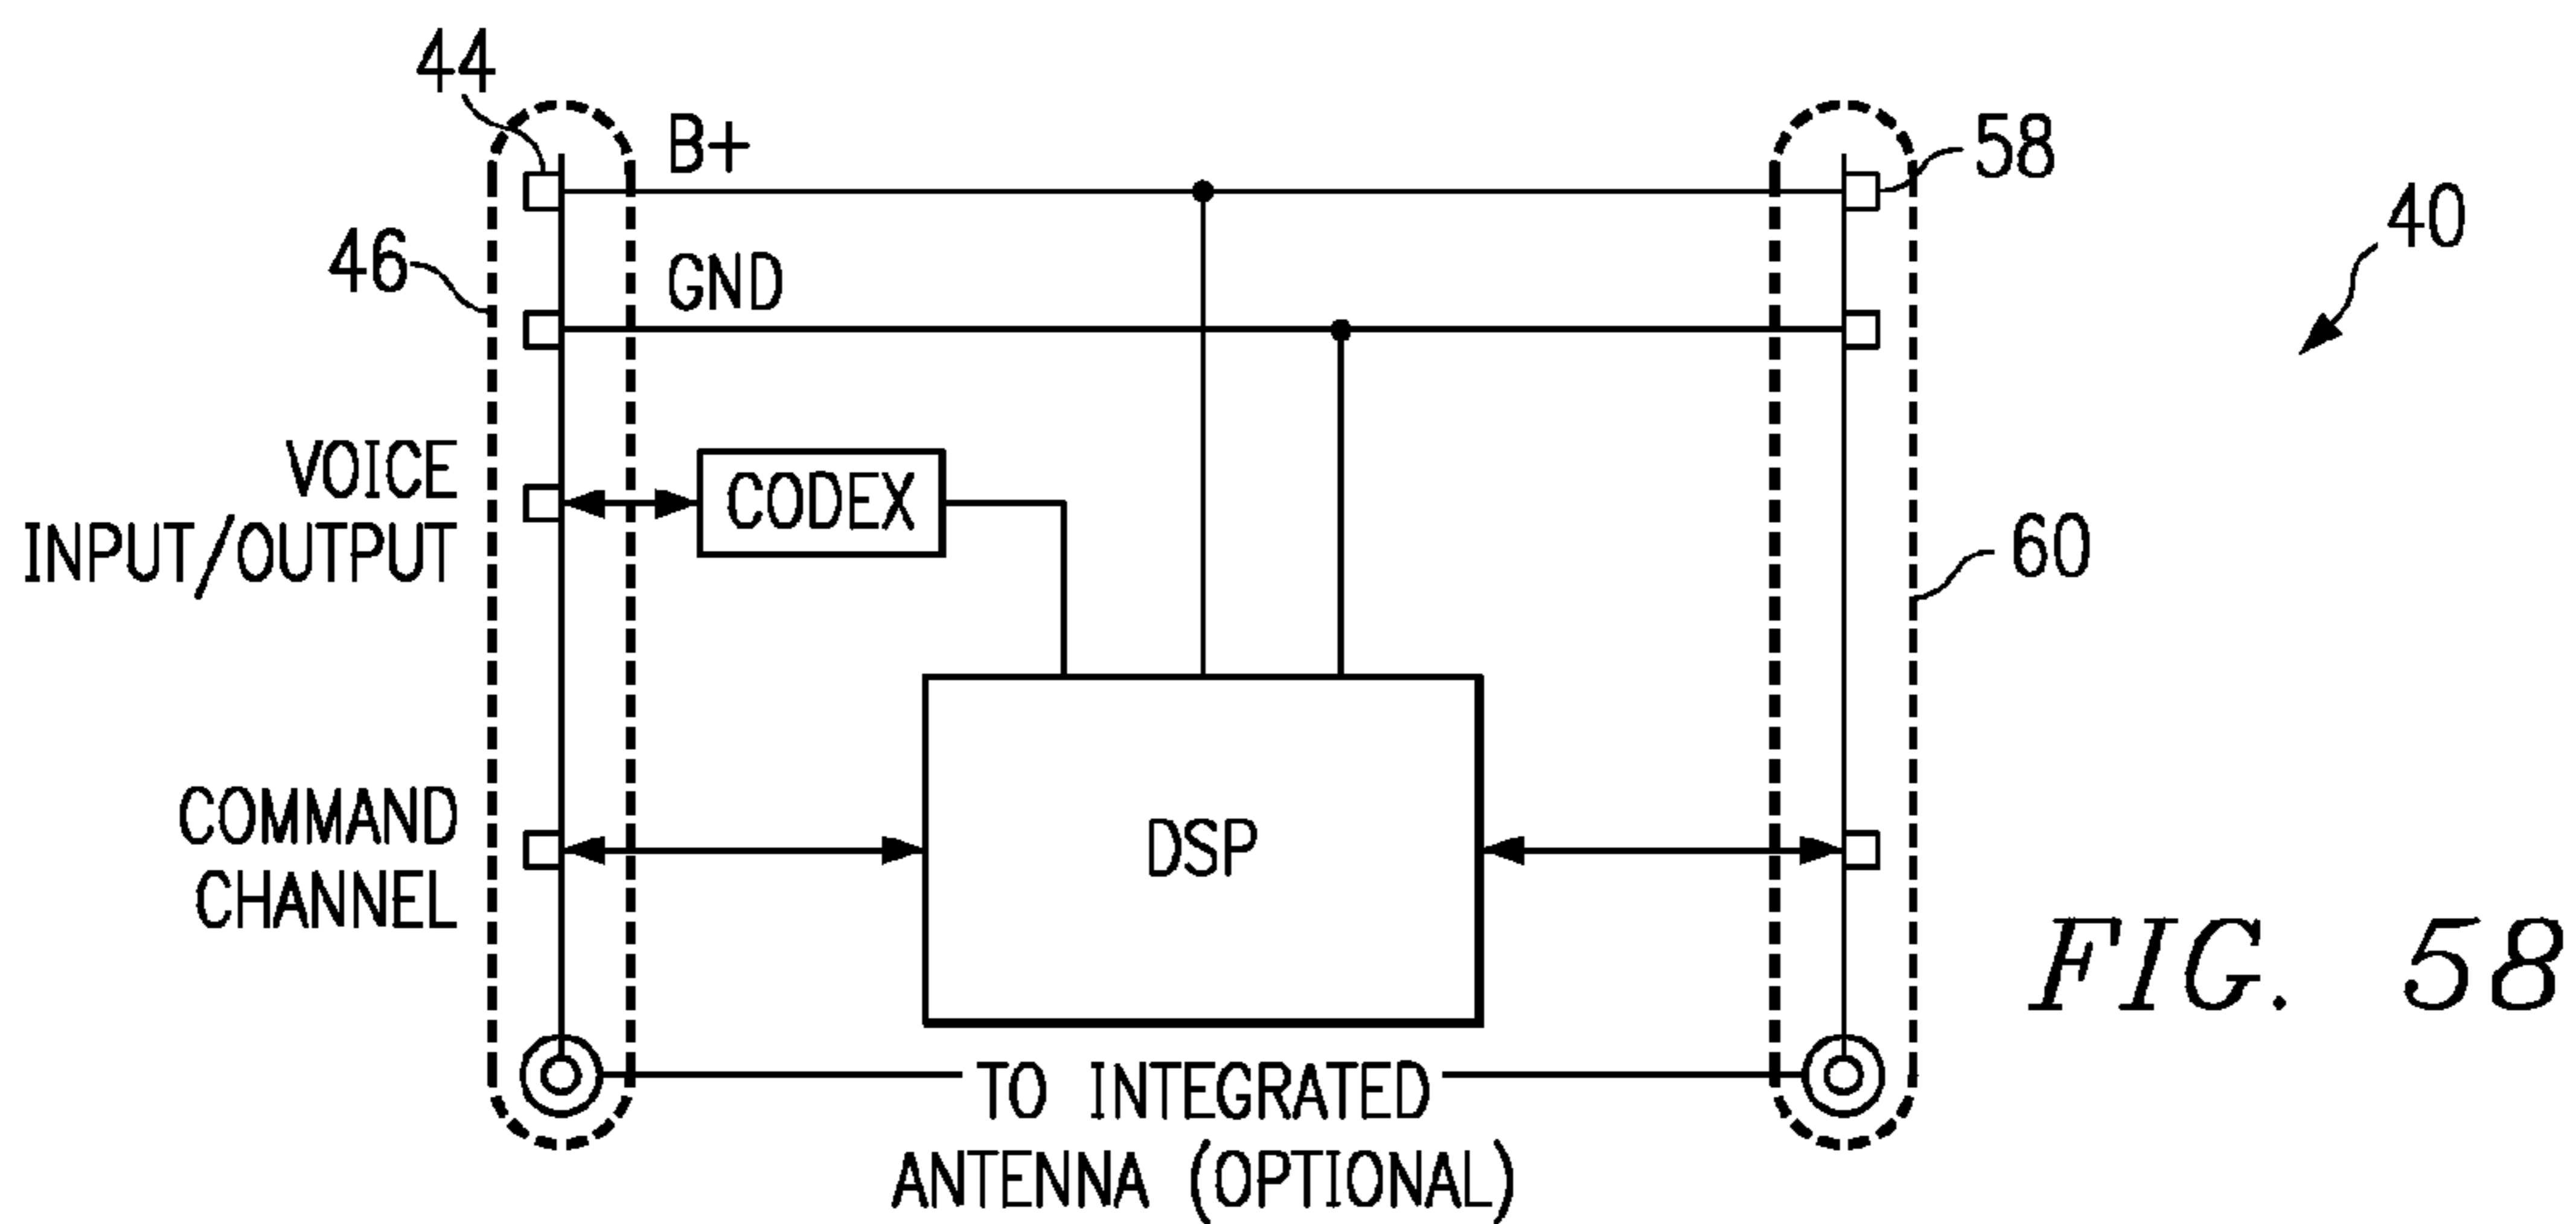 44
B+
58
46
GND
40
VOICE
INPUT/OUTPUT
CODEX
60
COMMAND
CHANNEL
DSP
FIG. 58
TO INTEGRATED
ANTENNA (OPTIONAL)